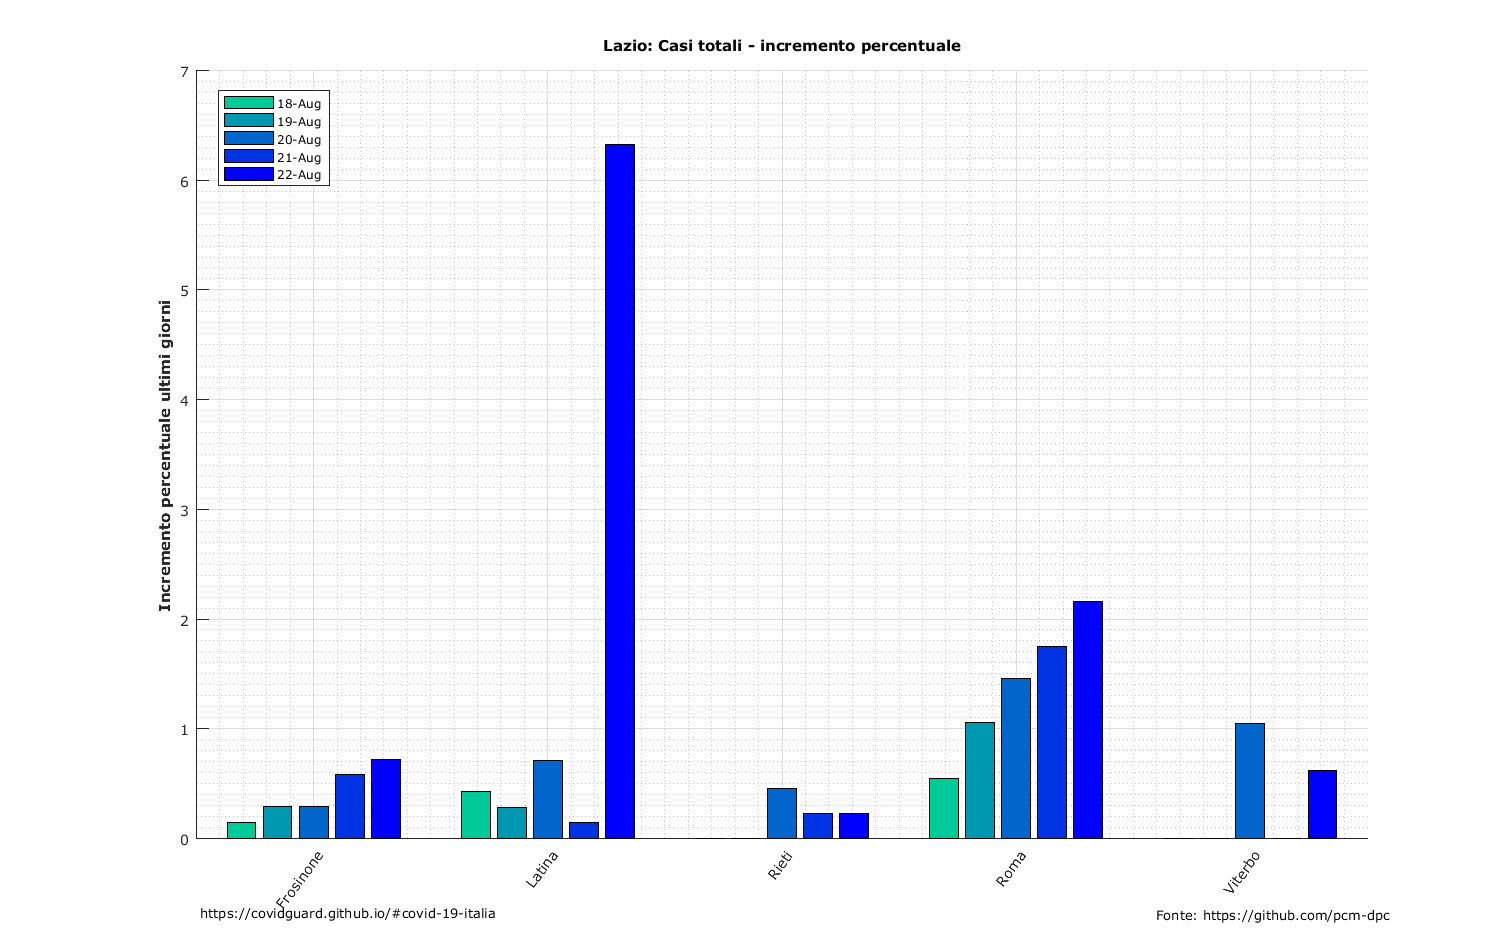 Lazio: Casi totali - incremento percentuale
7
6
5
4
3
2
1
0
Incremento percentuale ultimi giorni
18-Aug
19-Aug
20-Aug
21-Aug
22-Aug
Frosinone
Latina
Rieti
Roma
Viterbo
https://covidguard.github.io/#covid-19-italia
Fonte: https://github.com/pcm-dpc